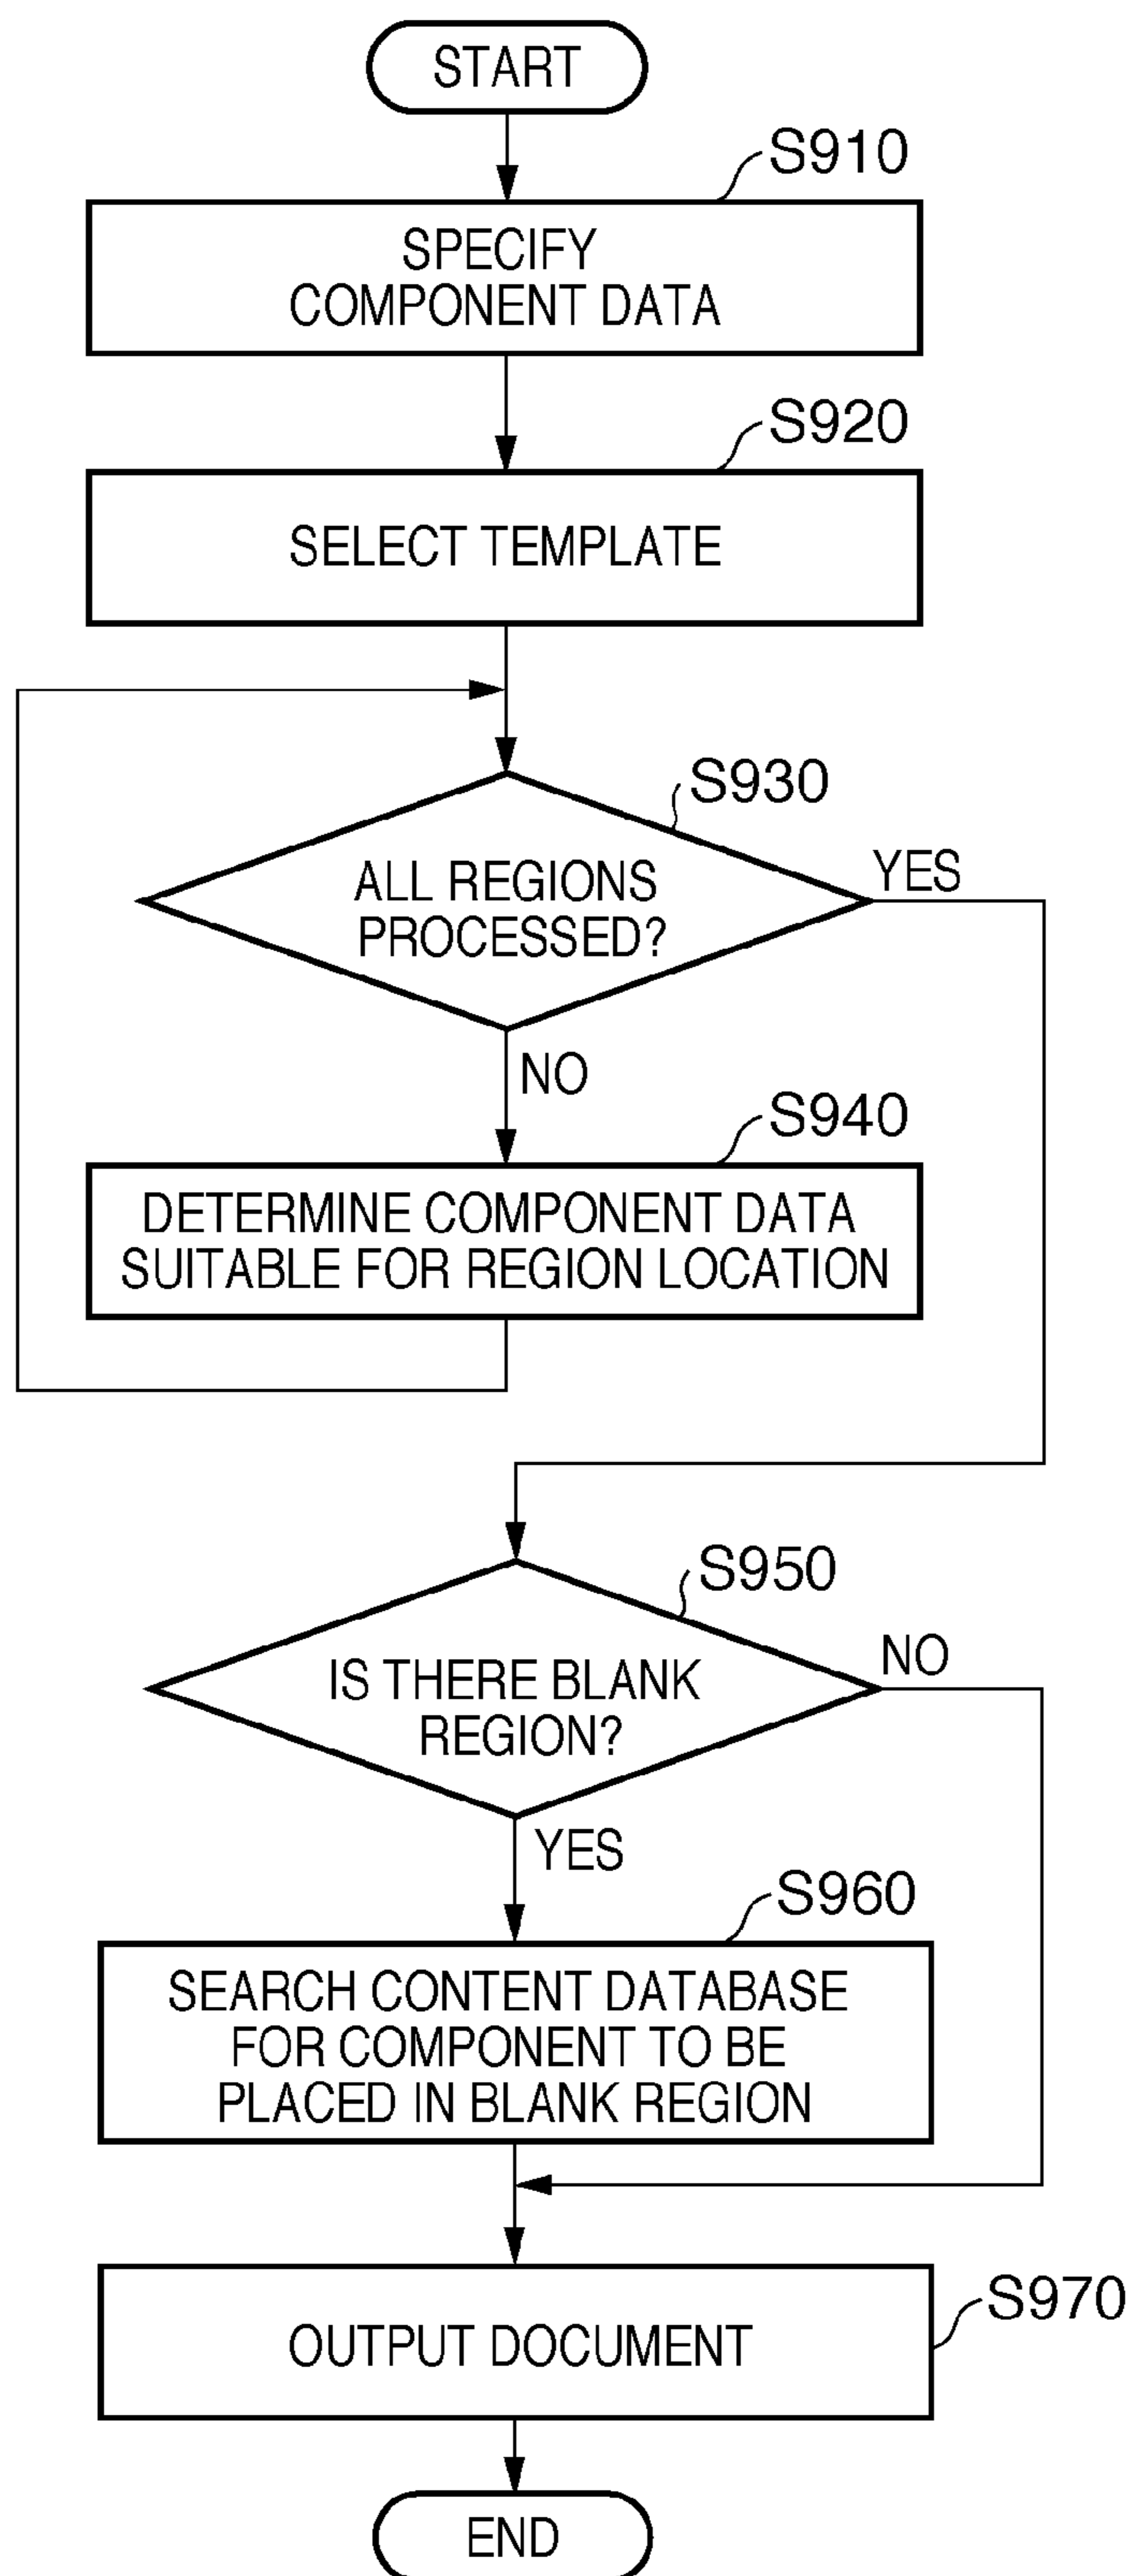 START
S910
SPECIFY
COMPONENT DATA
S920
SELECT TEMPLATE
S930
ALL REGIONS
PROCESSED?
YES
NO
S940
DETERMINE COMPONENT DATA
SUITABLE FOR REGION LOCATION
S950
IS THERE BLANK
REGION?
NO
YES
S960
SEARCH CONTENT DATABASE
FOR COMPONENT TO BE
PLACED IN BLANK REGION
S970
OUTPUT DOCUMENT
END